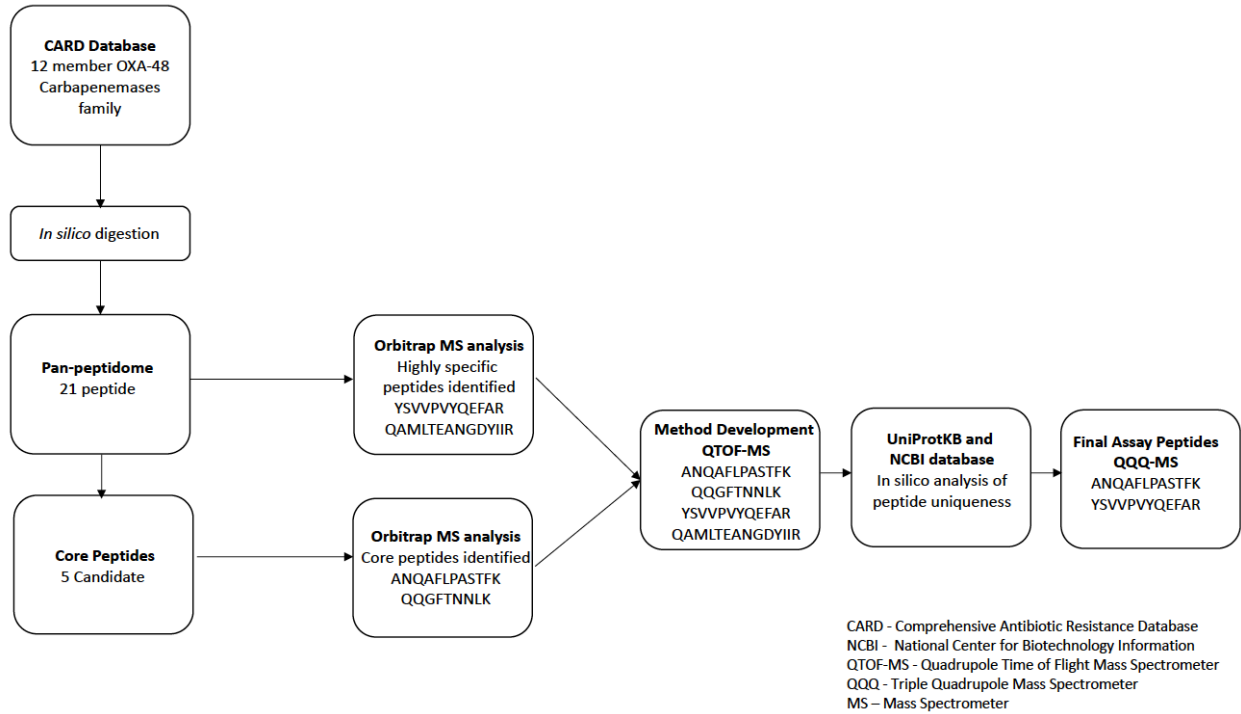 CARD Database
12 member OXA-48
Carbapenemases
family
In silico digestion
Pan-peptidome
21 peptide
Core Peptides
5 Candidate
Orbitrap MS analysis
Highly specific
peptides identified
YSVVPVYQEFAR
QAMLTEANGDYIIR
Orbitrap MS analysis
Core peptides identified
ANQAFLPASTFK
QQGFTNNLK
Method Development
QTOF-MS
ANQAFLPASTFK
QQGFTNNLK
YSVVPVYQEFAR
QAMLTEANGDYIIR
UniProtKB and
NCBI database
In silico analysis of
peptide uniqueness
Final Assay Peptides
QQQ-MS
ANQAFLPASTFK
YSVVPVYQEFAR
CARD - Comprehensive Antibiotic Resistance Database
NCBI - National Center for Biotechnology Information
QTOF-MS - Quadrupole Time of Flight Mass Spectrometer
QQQ - Triple Quadrupole Mass Spectrometer
MS – Mass Spectrometer